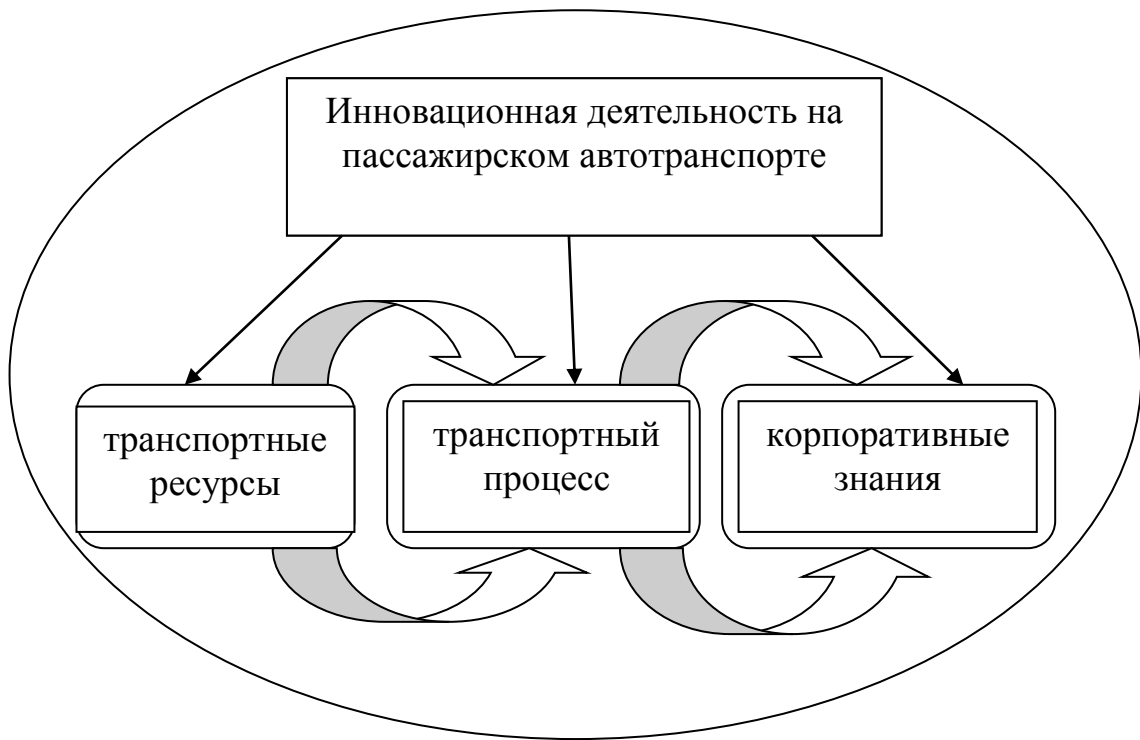 Инновационная деятельность на
пассажирском автотранспорте
транспортные
ресурсы
транспортный
процесс
корпоративные
знания